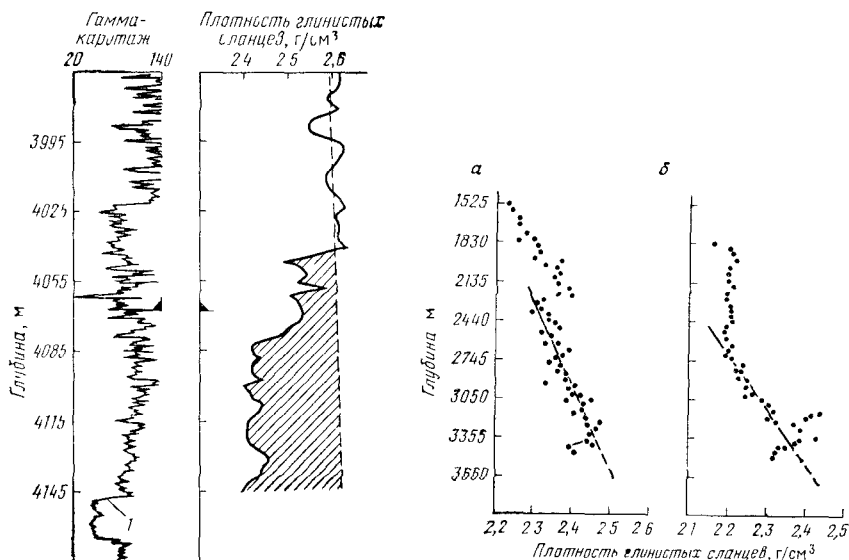 Гамма-
каротаж
20 140
Плотность глинистых
сланцев, г/см³
2 4 2 5 2,6
Глубина, м
3995
4025
4055
4085
4115
4145
1
а
б
Глубина, м
1525
1830
2135
2440
2745
3050
3355
3660
2,2 2 3 2,4 2 5 2 6
2 1 2 2 2,3 2,4 2,5
Плотность глинистых сланцев, г/см³